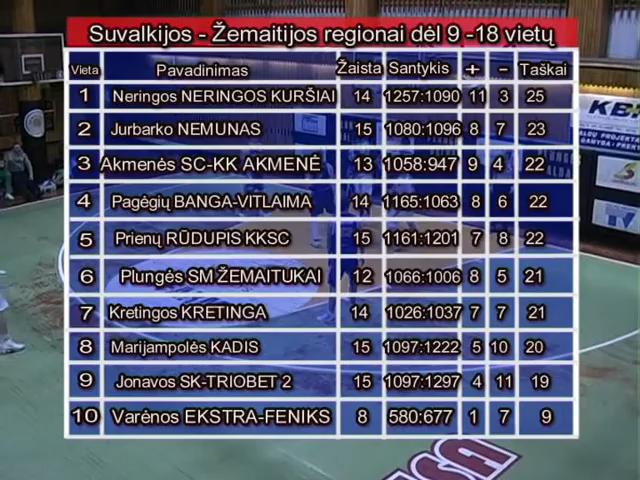 Suvalkijos - Žemaitijos regionai dėl 9 -18 vietų
Vieta Pavadinimas Žaista Santykis + - Taškai
1 Neringos NERINGOS KURŠIAI 14 1257:1090 11 3 25
2 Jurbarko NEMUNAS 15 1080:1096 8 7 23
3 Akmenės SC-KK AKMENĖ 13 1058:947 9 4 22
4 Pagėgių BANGA-VITLAIMA 14 1165:1063 8 6 22
5 Prienų RŪDUPIS KKSC 15 1161:1201 7 8 22
6 Plungės SM ŽEMAITUKAI 12 1066:1006 8 5 21
7 Kretingos KRETINGA 14 1026:1037 7 7 21
8 Marijampolės KADIS 15 1097:1222 5 10 20
9 Jonavos SK-TRIOBET 2 15 1097:1297 4 11 19
10 Varėnos EKSTRA-FENIKS 8 580:677 1 7 9